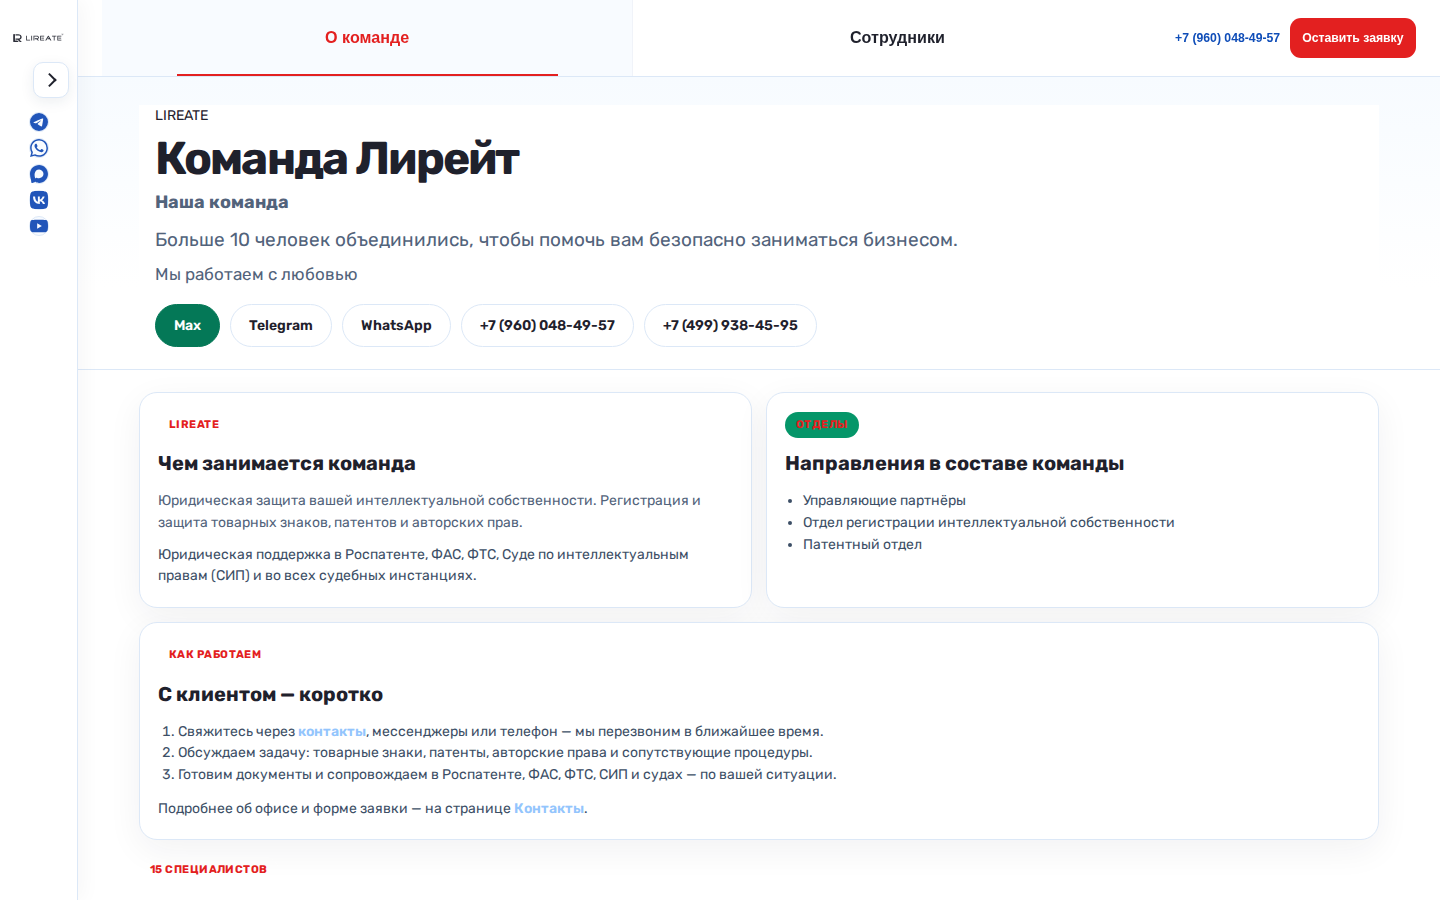 LIREATE
О команде
Сотрудники
+7 (960) 048-49-57
Оставить заявку
LIREATE
Команда Лирейт
Наша команда
Больше 10 человек объединились, чтобы помочь вам безопасно заниматься бизнесом.
Мы работаем с любовью
Max
Telegram
WhatsApp
+7 (960) 048-49-57
+7 (499) 938-45-95
LIREATE
Чем занимается команда
Юридическая защита вашей интеллектуальной собственности. Регистрация и
защита товарных знаков, патентов и авторских прав.
Юридическая поддержка в Роспатенте, ФАС, ФТС, Суде по интеллектуальным
правам (СИП) и во всех судебных инстанциях.
ОТДЕЛЫ
Направления в составе команды
• Управляющие партнёры
• Отдел регистрации интеллектуальной собственности
• Патентный отдел
КАК РАБОТАЕМ
С клиентом — коротко
1. Свяжитесь через контакты, мессенджеры или телефон — мы перезвоним в ближайшее время.
2. Обсуждаем задачу: товарные знаки, патенты, авторские права и сопутствующие процедуры.
3. Готовим документы и сопровождаем в Роспатенте, ФАС, ФТС, СИП и судах — по вашей ситуации.
Подробнее об офисе и форме заявки — на странице Контакты.
15 СПЕЦИАЛИСТОВ